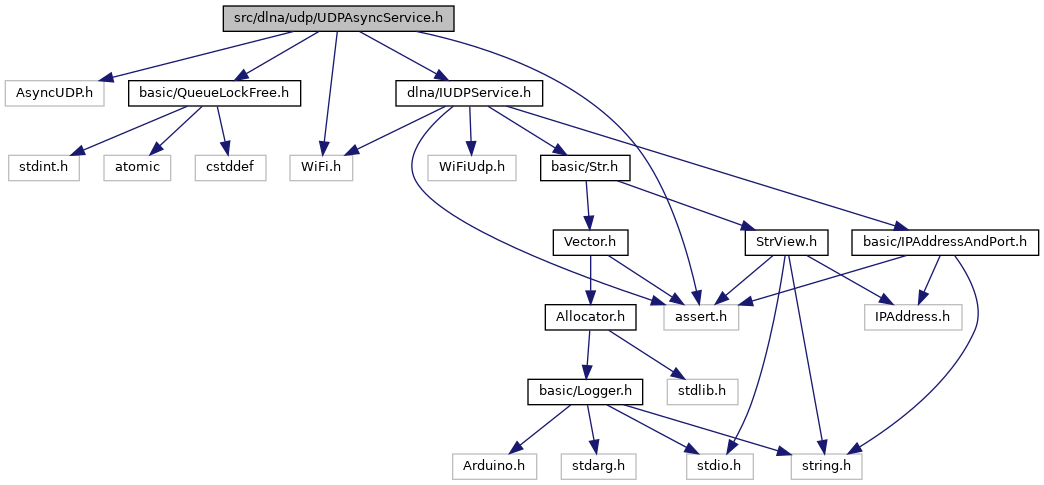 src/dlna/udp/UDPAsyncService.h
AsyncUDP.h
basic/QueueLockFree.h
dlna/IUDPService.h
stdint.h
atomic
cstddef
WiFi.h
WiFiUdp.h
basic/Str.h
Vector.h
StrView.h
basic/IPAddressAndPort.h
Allocator.h
assert.h
IPAddress.h
basic/Logger.h
stdlib.h
Arduino.h
stdarg.h
stdio.h
string.h